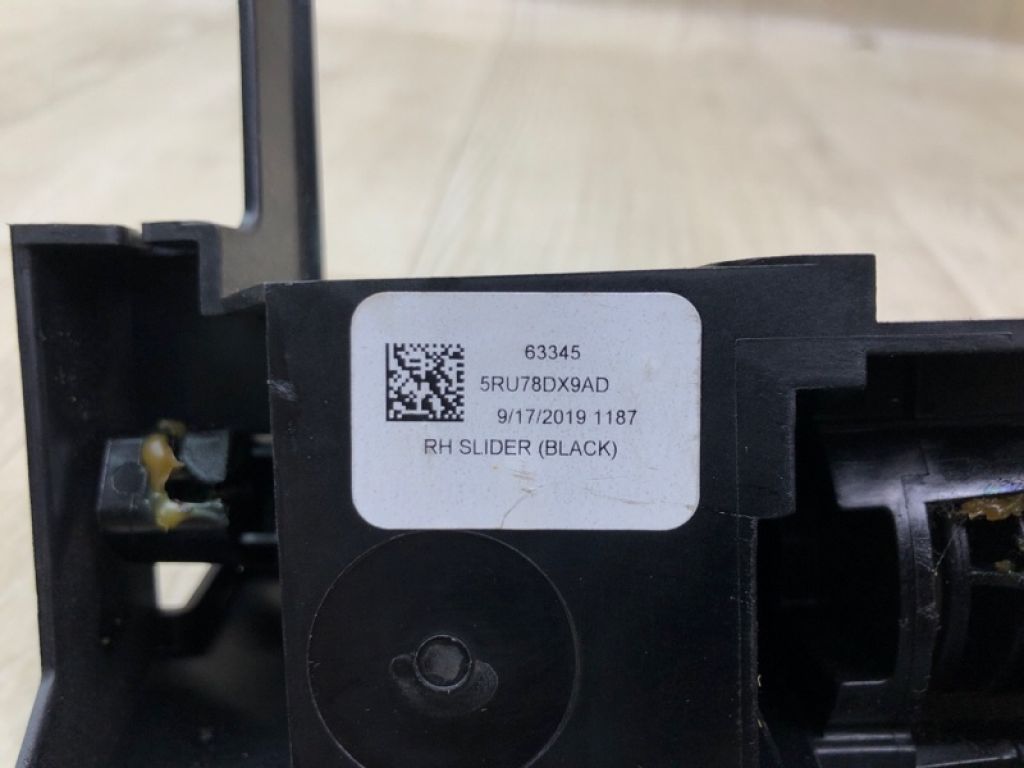 63345
5RU78DX9AD
9/17/2019 1187
RH SLIDER (BLACK)